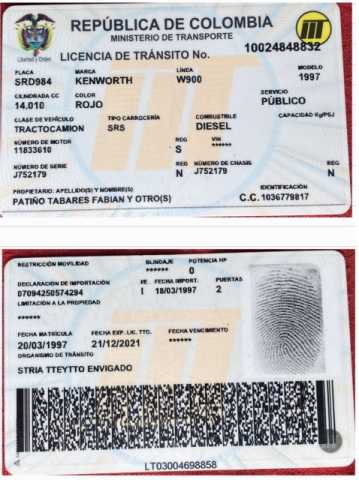 REPÚBLICA DE COLOMBIA
MINISTERIO DE TRANSPORTE
Libertad y Orden
LICENCIA DE TRÁNSITO No. 10024848832
PLACA MARCA LÍNEA MODELO
SRD984 KENWORTH W900 1997
CILINDRADA CC COLOR SERVICIO
14.010 ROJO PÚBLICO
CLASE DE VEHÍCULO TIPO CARROCERÍA COMBUSTIBLE CAPACIDAD Kg/PSJ
TRACTOCAMION SRS DIESEL
NÚMERO DE MOTOR REG VIN
11833610 S ******
NÚMERO DE SERIE REG NÚMERO DE CHASIS REG
J752179 N J752179 N
PROPIETARIO: APELLIDO(S) Y NOMBRE(S) IDENTIFICACIÓN
PATIÑO TABARES FABIAN Y OTRO(S) C.C. 1036779817
RESTRICCIÓN MOVILIDAD BLINDAJE POTENCIA HP
****** 0
DECLARACIÓN DE IMPORTACIÓN I/E FECHA IMPORT. PUERTAS
07094250574294 I 18/03/1997 2
LIMITACIÓN A LA PROPIEDAD
******
FECHA MATRÍCULA FECHA EXP. LIC. TTO. FECHA VENCIMIENTO
20/03/1997 21/12/2021 ******
ORGANISMO DE TRÁNSITO
STRIA TTEYTTO ENVIGADO
LT03004698858